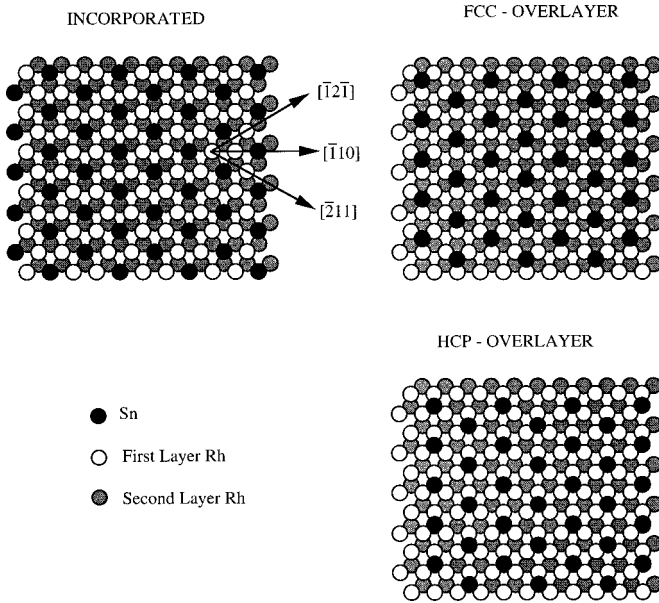 INCORPORATED
FCC - OVERLAYER
[1̄21̄]
[1̄10]
[2̄11]
HCP - OVERLAYER
Sn
First Layer Rh
Second Layer Rh